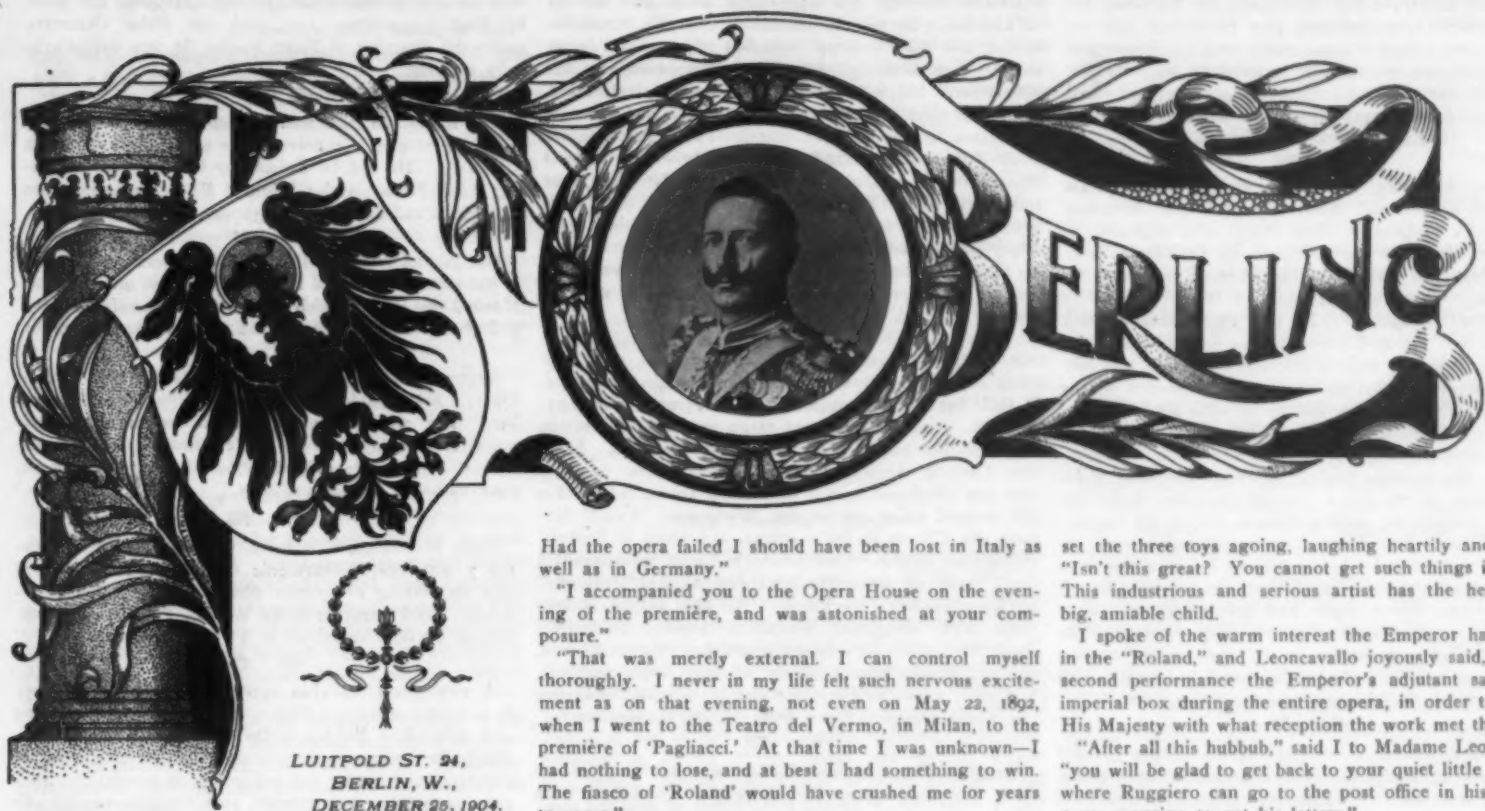 BERLIN
LUITPOLD ST. 24,
BERLIN, W.,
DECEMBER 25, 1904.
Had the opera failed I should have been lost in Italy as
well as in Germany."
"I accompanied you to the Opera House on the even-
ing of the première, and was astonished at your com-
posure."
"That was merely external. I can control myself
thoroughly. I never in my life felt such nervous excite-
ment as on that evening, not even on May 22, 1892,
when I went to the Teatro del Vermo, in Milan, to the
première of 'Pagliacci.' At that time I was unknown—I
had nothing to lose, and at best I had something to win.
The fiasco of 'Roland' would have crushed me for years
set the three toys agoing, laughing heartily and
"Isn't this great? You cannot get such things i
This industrious and serious artist has the he
big, amiable child.
I spoke of the warm interest the Emperor ha
in the "Roland," and Leoncavallo joyously said,
second performance the Emperor's adjutant sa
imperial box during the entire opera, in order t
His Majesty with what reception the work met th
"After all this hubbub," said I to Madame Leo
"you will be glad to get back to your quiet little
where Ruggiero can go to the post office in his